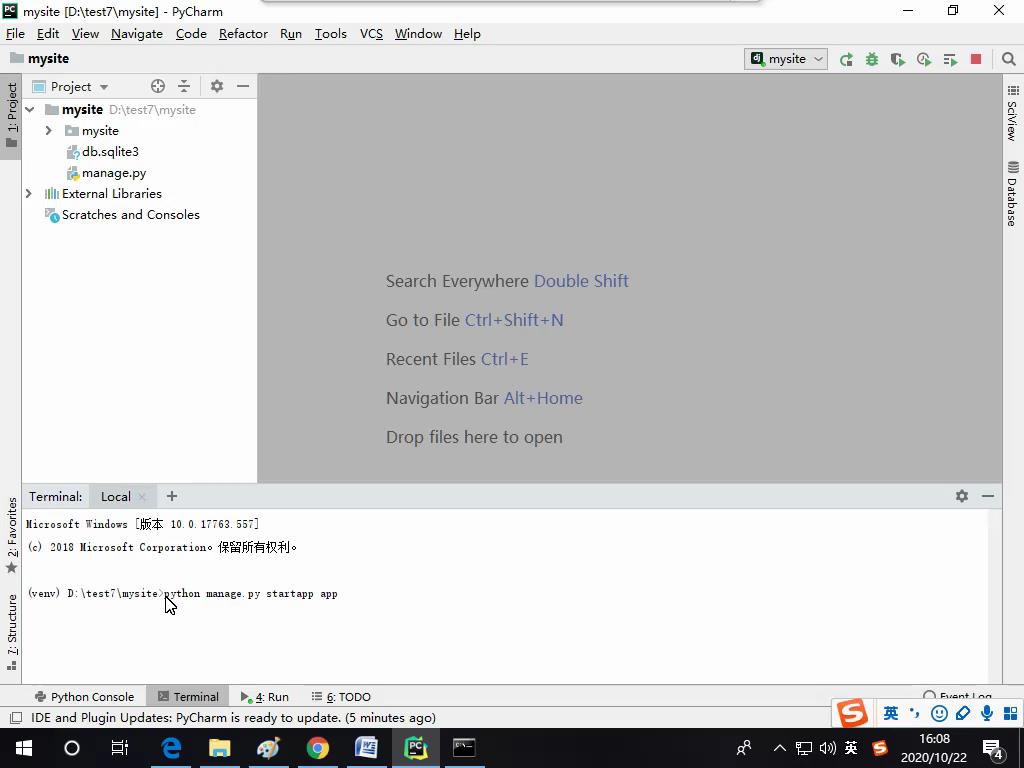 mysite [D:\test7\mysite] - PyCharm
File Edit View Navigate Code Refactor Run Tools VCS Window Help
mysite
mysite
1: Project
Project
mysite D:\test7\mysite
mysite
db.sqlite3
manage.py
External Libraries
Scratches and Consoles
Search Everywhere Double Shift
Go to File Ctrl+Shift+N
Recent Files Ctrl+E
Navigation Bar Alt+Home
Drop files here to open
SciView
Database
2: Favorites
7: Structure
Terminal: Local
Microsoft Windows [版本 10.0.17763.557]
(c) 2018 Microsoft Corporation。保留所有权利。
(venv) D:\test7\mysite>python manage.py startapp app
Python Console Terminal 4: Run 6: TODO Event Log
IDE and Plugin Updates: PyCharm is ready to update. (5 minutes ago)
英
英
16:08
2020/10/22
4